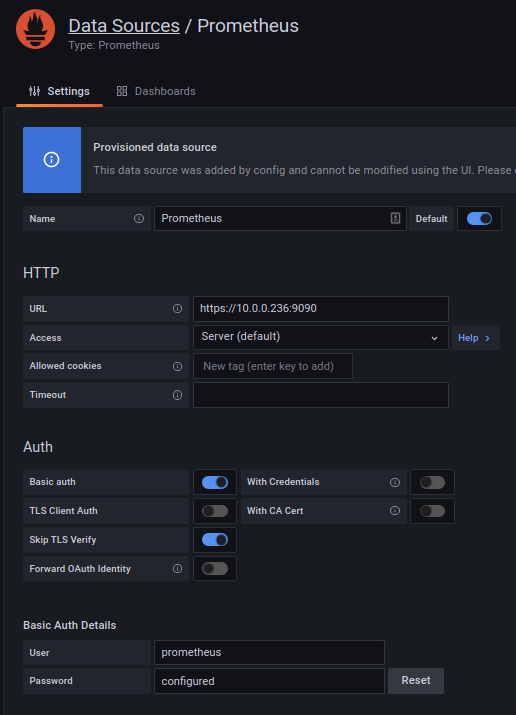 Data Sources / Prometheus
Type: Prometheus
Settings Dashboards
Provisioned data source
This data source was added by config and cannot be modified using the UI. Please
Name Prometheus Default
HTTP
URL https://10.0.0.236:9090
Access Server (default) Help >
Allowed cookies New tag (enter key to add)
Timeout
Auth
Basic auth With Credentials
TLS Client Auth With CA Cert
Skip TLS Verify
Forward OAuth Identity
Basic Auth Details
User prometheus
Password configured Reset